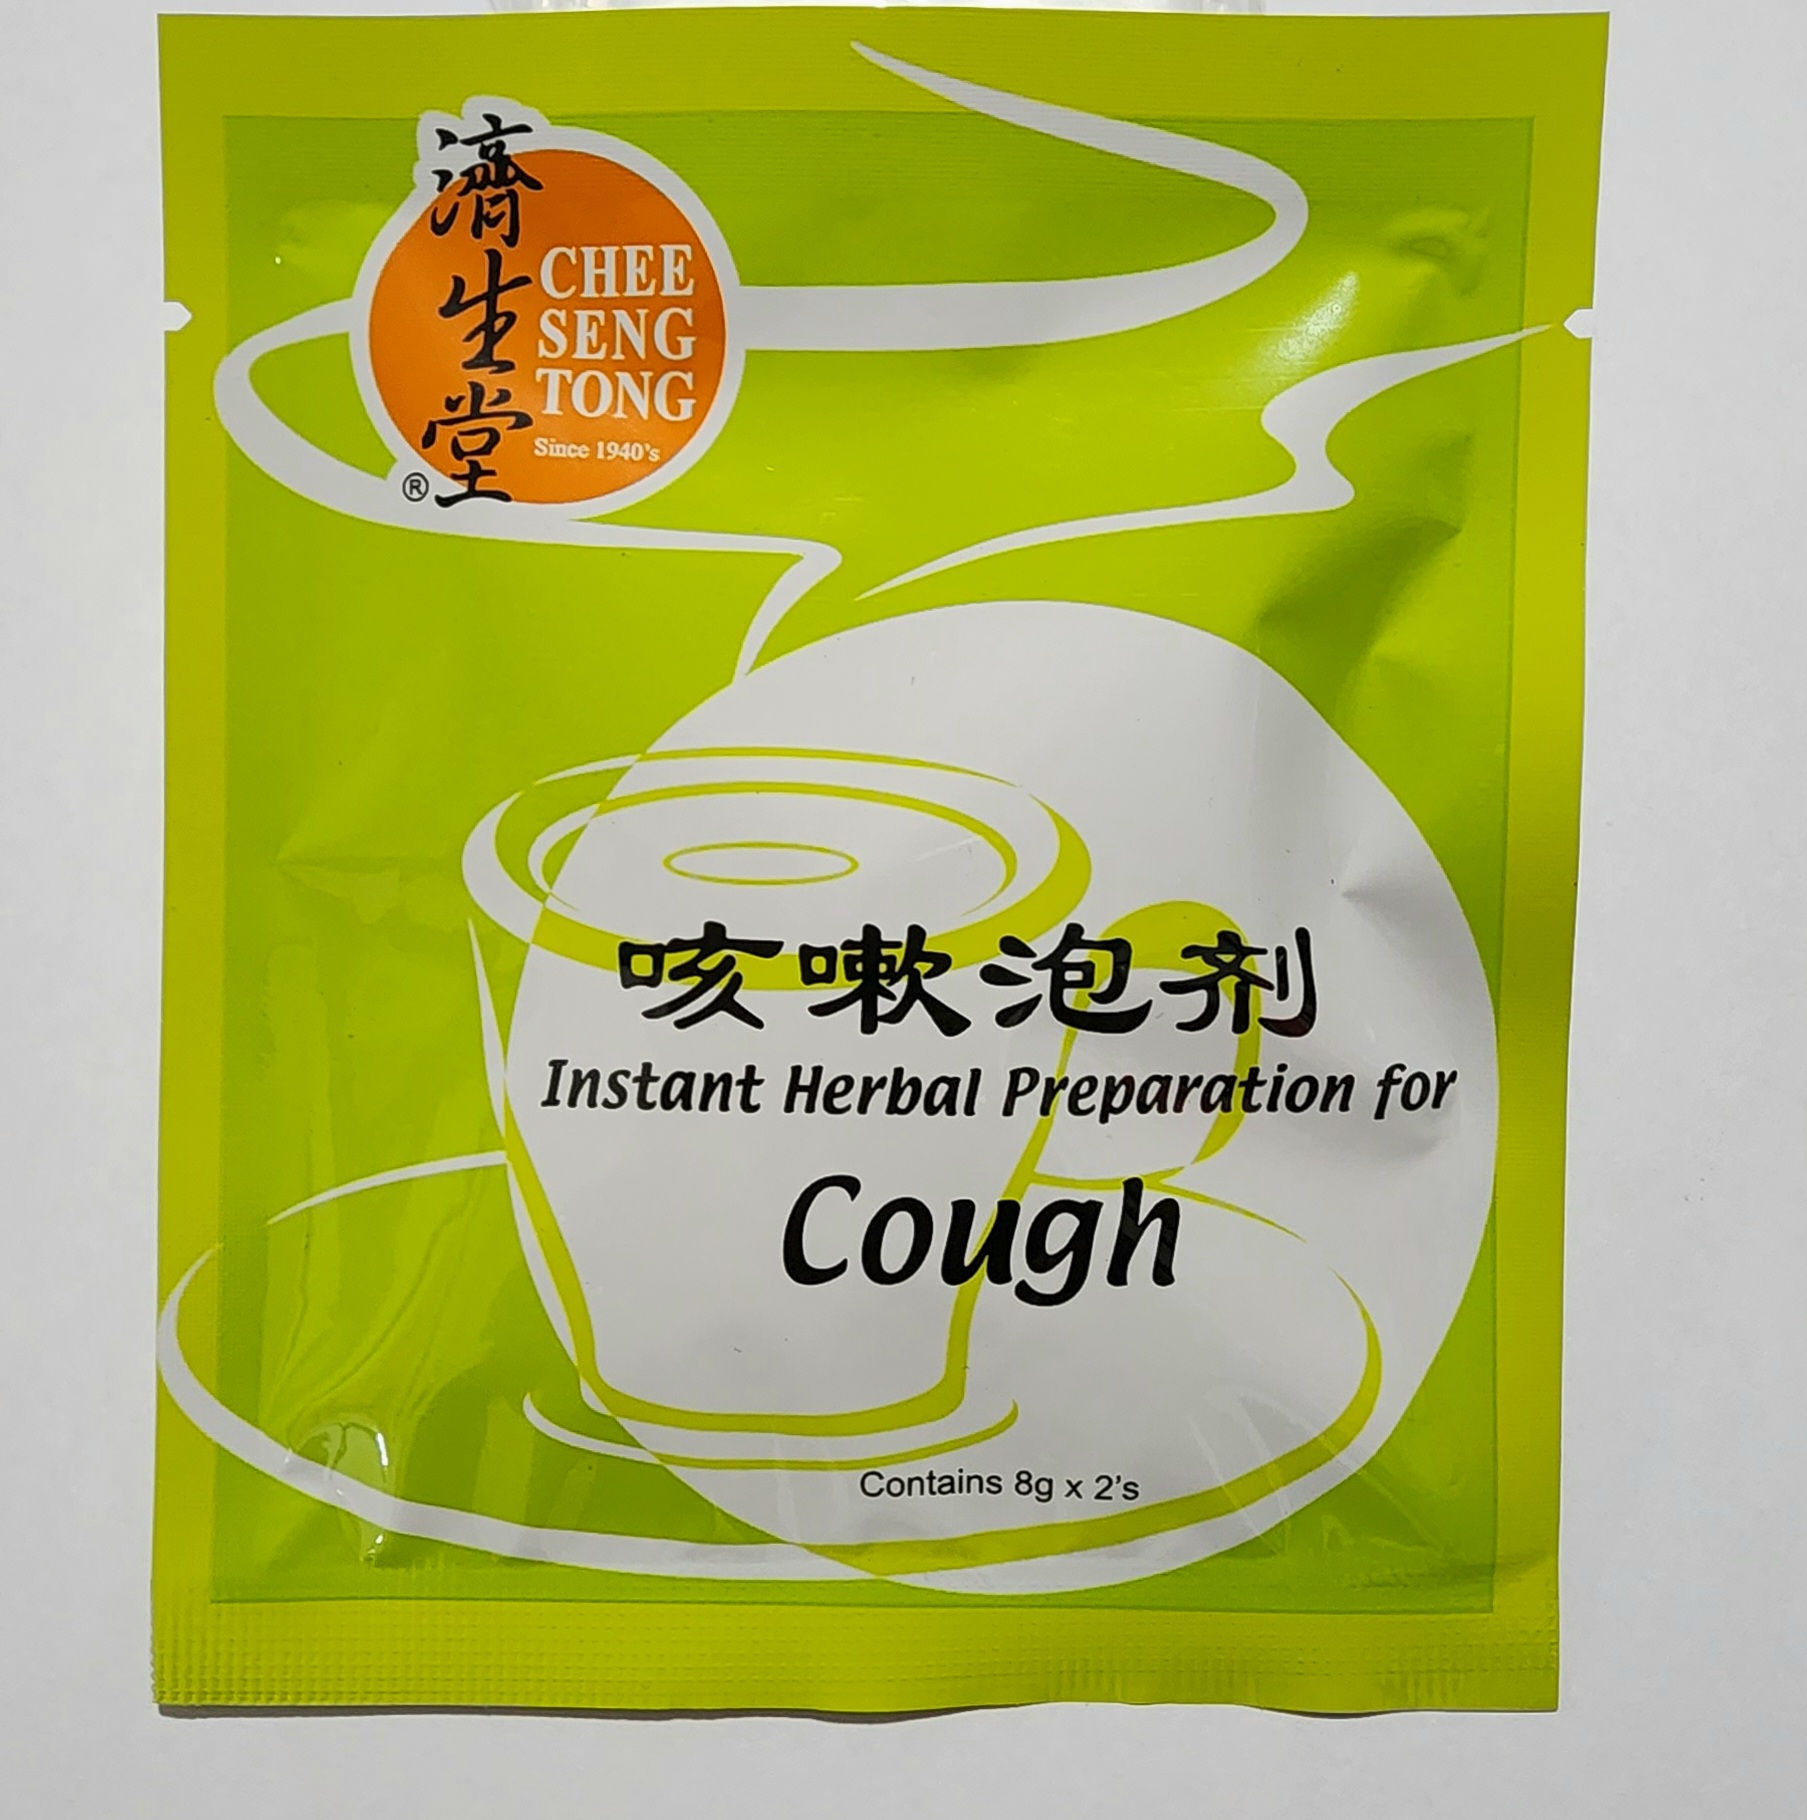 濟生堂
CHEE
SENG
TONG
Since 1940's
®
咳嗽泡剂
Instant Herbal Preparation for
Cough
Contains 8g x 2's